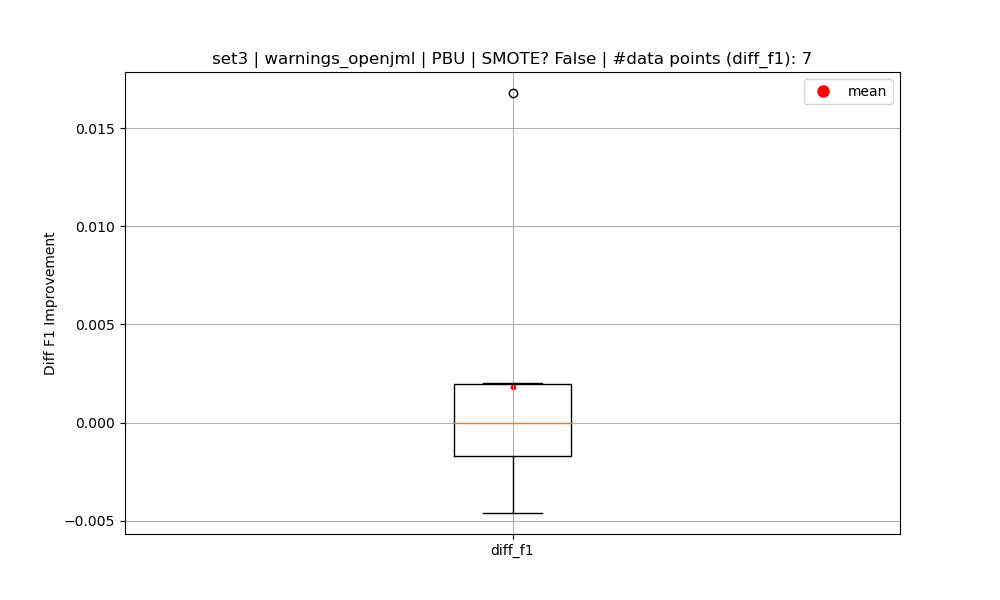 set3 | warnings_openjml | PBU | SMOTE? False | #data points (diff_f1): 7
mean
0.015
0.010
0.005
0.000
−0.005
Diff F1 Improvement
diff_f1